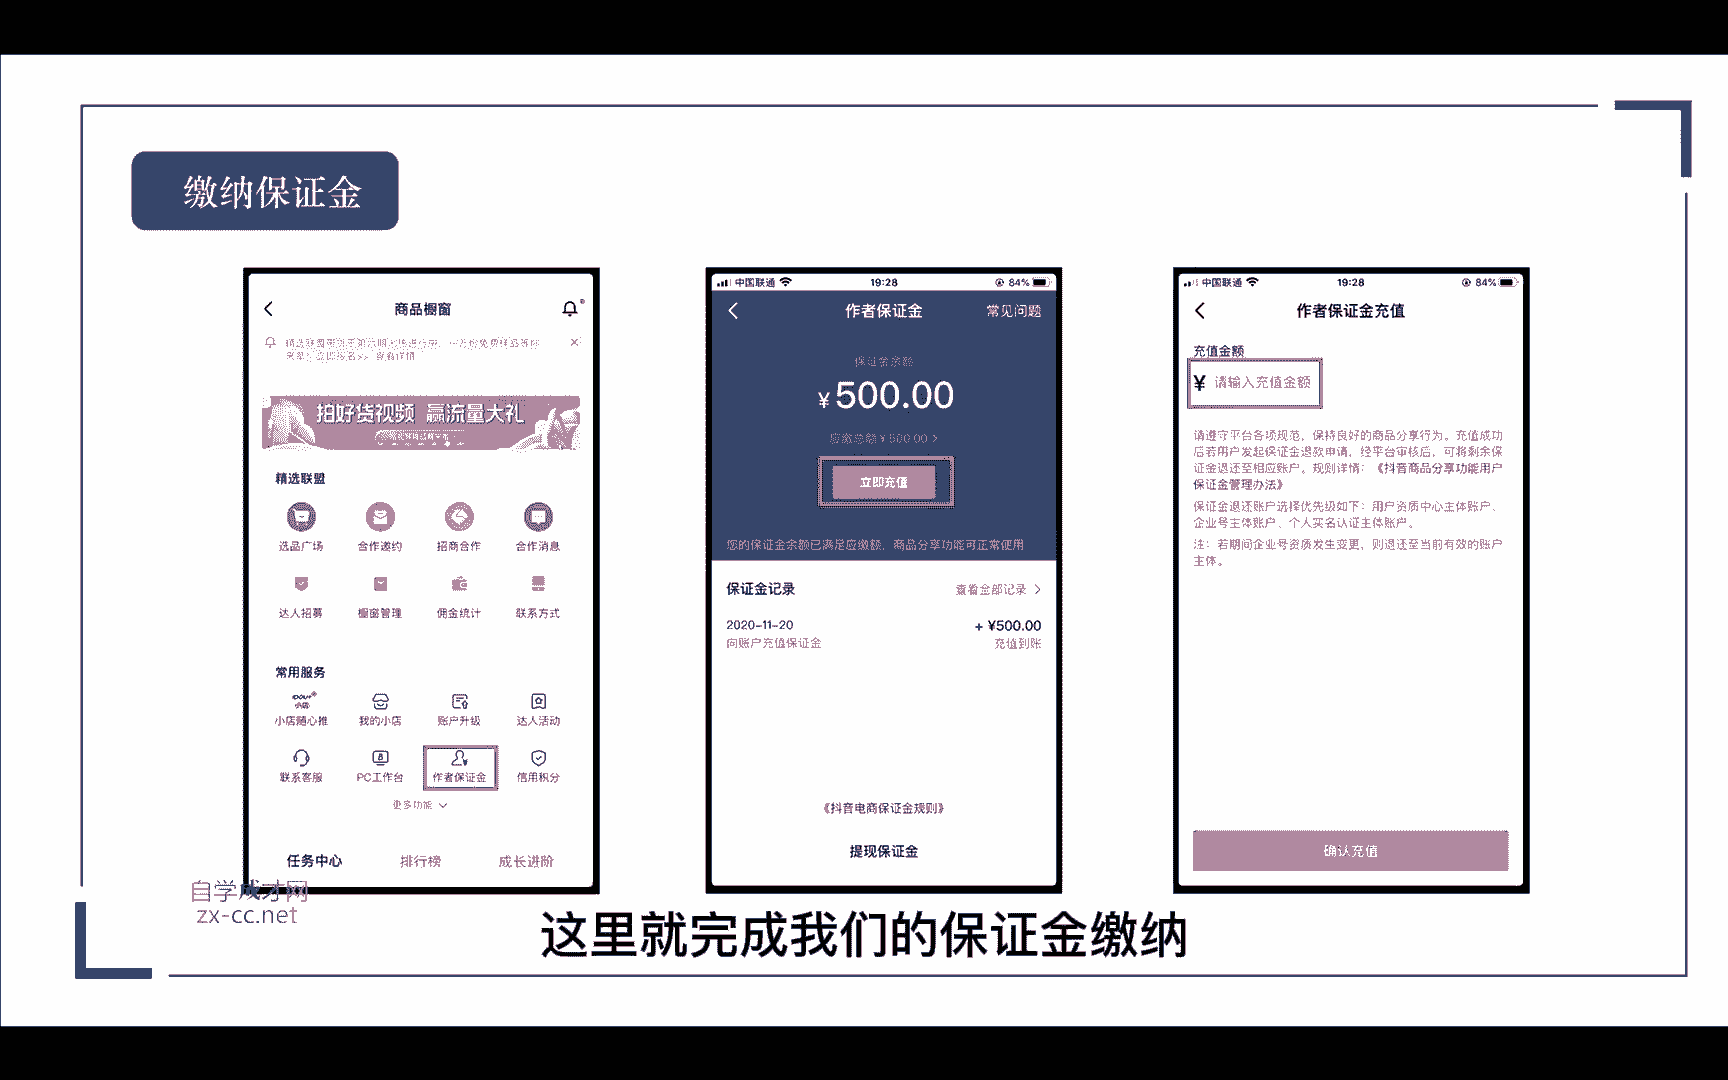 缴纳保证金
商品橱窗
拍好货视频 赢流量大礼
精选联盟
选品广场 合作邀约 招商合作 合作消息
达人招募 橱窗管理 佣金统计 联系方式
常用服务
小店随心推 我的小店 账户升级 达人活动
联系客服 PC工作台 作者保证金 信用积分
更多功能
任务中心 排行榜 成长进阶
中国联通 19:28 84%
作者保证金 常见问题
保证金余额
¥500.00
应缴总额¥500.00 >
立即充值
您的保证金余额已满足应缴额，商品分享功能可正常使用
保证金记录 查看全部记录 >
2020-11-20 + ¥500.00
向账户充值保证金 充值到账
《抖音电商保证金规则》
提现保证金
中国联通 19:28 84%
作者保证金充值
充值金额
¥ 请输入充值金额
请遵守平台各项规范，保持良好的商品分享行为。充值成功
后若用户发起保证金退款申请，经平台审核后，可将剩余保
证金退还至相应账户。规则详情：《抖音商品分享功能用户
保证金管理办法》
保证金退还账户选择优先级如下：用户资质中心主体账户、
企业号主体账户、个人实名认证主体账户。
注：若期间企业号资质发生变更，则退还至当前有效的账户
主体。
确认充值
自学成才网
zx-cc.net
这里就完成我们的保证金缴纳